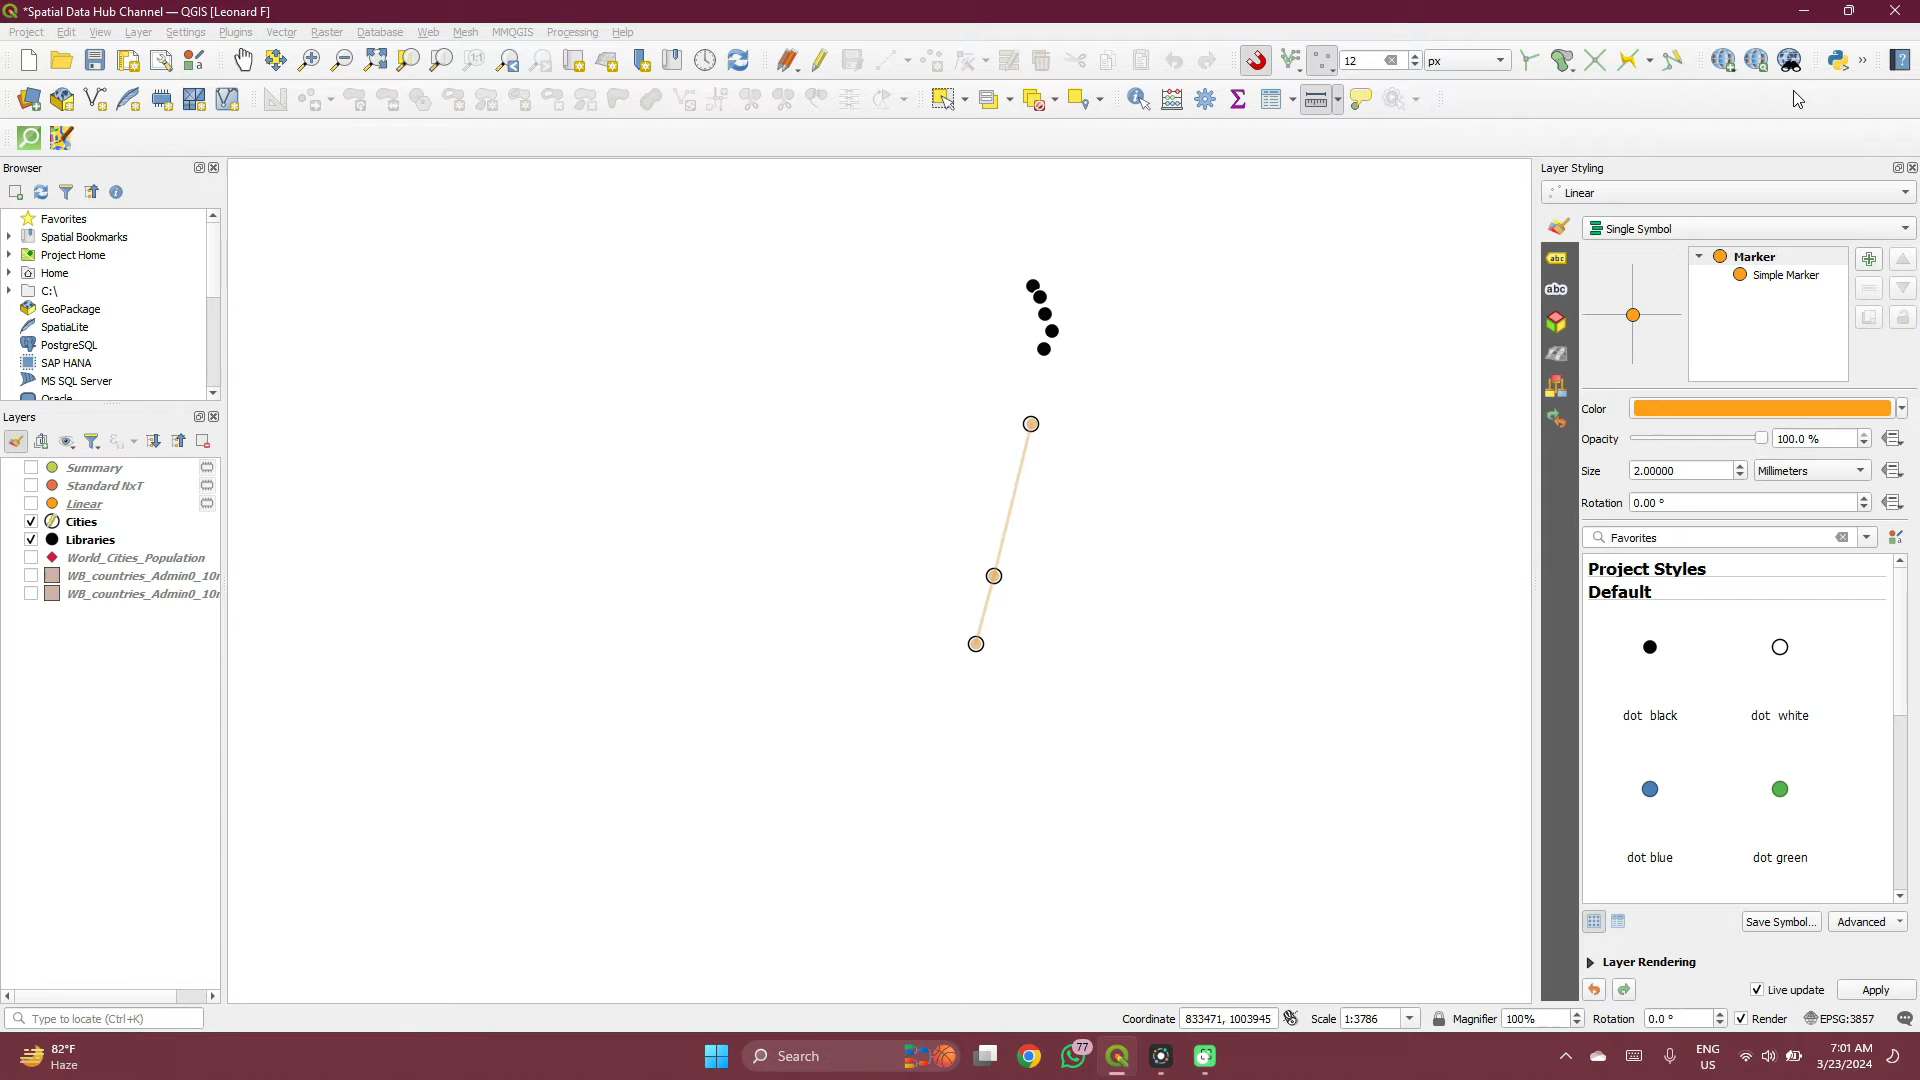 *Spatial Data Hub Channel — QGIS [Leonard F]
Project Edit View Layer Settings Plugins Vector Raster Database Web Mesh MMQGIS Processing Help
12 px
Browser
Favorites
Spatial Bookmarks
Project Home
Home
C:\
GeoPackage
SpatiaLite
PostgreSQL
SAP HANA
MS SQL Server
Oracle
Layers
Summary
Standard NxT
Linear
Cities
Libraries
World_Cities_Population
WB_countries_Admin0_10r
WB_countries_Admin0_10r
Layer Styling
Linear
Single Symbol
abc
abc
Marker
Simple Marker
Color
Opacity 100.0 %
Size 2.00000 Millimeters
Rotation 0.00 °
Favorites
Project Styles
Default
dot black dot white
dot blue dot green
Save Symbol... Advanced
Layer Rendering
Live update Apply
Type to locate (Ctrl+K)
Coordinate 833471, 1003945 Scale 1:3786 Magnifier 100% Rotation 0.0 ° Render EPSG:3857
82°F
Haze
Search
77
ENG
US
7:01 AM
3/23/2024